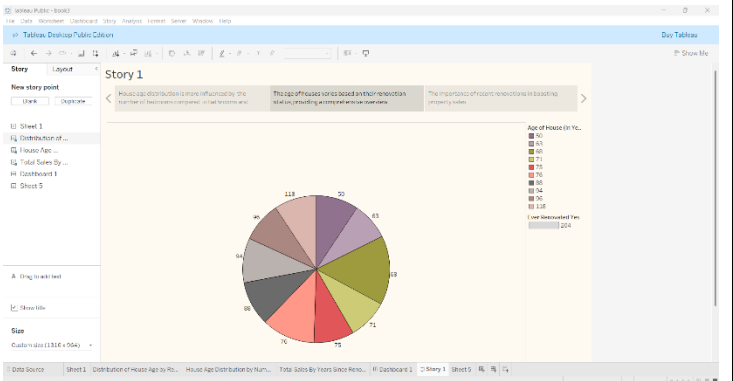 Tableau Public - Book1
File Data Worksheet Dashboard Story Analysis Format Server Window Help
Tableau Desktop Public Edition
Buy Tableau
Show Me
Story Layout
New story point
Blank Duplicate
Sheet 1
Distribution of ...
House Age ...
Total Sales By ...
Dashboard 1
Sheet 5
Drag to add text
Show title
Size
Custom size (1316 x 964)
Story 1
House age distribution is more influenced by the
number of bedrooms compared to bathrooms and
The age of houses varies based on their renovation
status, providing a comprehensive overview
The importance of recent renovations in boosting
property sales
118
50
63
68
71
75
76
88
94
96
Age of House (in Ye..
50
63
68
71
75
76
88
94
96
118
Ever Renovated Yes
204
Data Source Sheet 1 Distribution of House Age by Re... House Age Distribution by Num... Total Sales By Years Since Reno... Dashboard 1 Story 1 Sheet 5